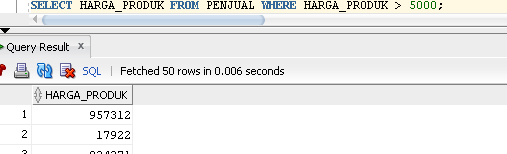 SELECT HARGA_PRODUK FROM PENJUAL WHERE HARGA_PRODUK > 5000;
Query Result ×
SQL | Fetched 50 rows in 0.006 seconds
HARGA_PRODUK
1 957312
2 17922